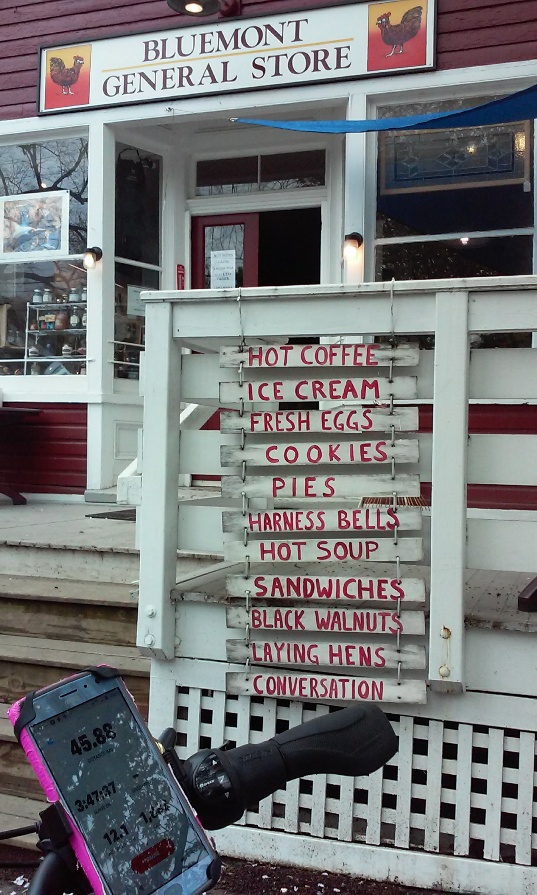 BLUEMONT
GENERAL STORE
HOT COFFEE
ICE CREAM
FRESH EGGS
COOKIES
PIES
HARNESS BELLS
HOT SOUP
SANDWICHES
BLACK WALNUTS
LAYING HENS
CONVERSATION
45.88
3:47:37
12.1